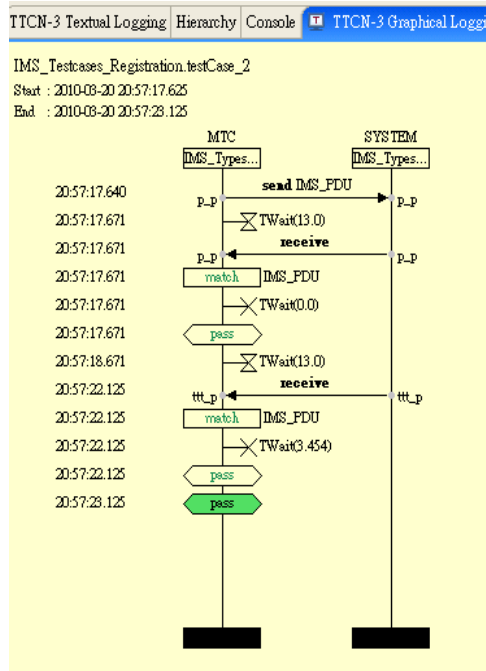 TTCN-3 Textual Logging Hierarchy Console TTCN-3 Graphical Loggi
IMS_Testcases_Registration.testCase_2
Start : 2010-03-20 20:57:17.625
End : 2010-03-20 20:57:23.125
MTC SYSTEM
IMS_Types... IMS_Types...
20:57:17.640 p_p send IMS_PDU p_p
20:57:17.671 TWait(13.0)
20:57:17.671 p_p receive p_p
20:57:17.671 match IMS_PDU
20:57:17.671 TWait(0.0)
20:57:17.671 pass
20:57:18.671 TWait(13.0)
20:57:22.125 ttt_p receive ttt_p
20:57:22.125 match IMS_PDU
20:57:22.125 TWait(3.454)
20:57:22.125 pass
20:57:23.125 pass